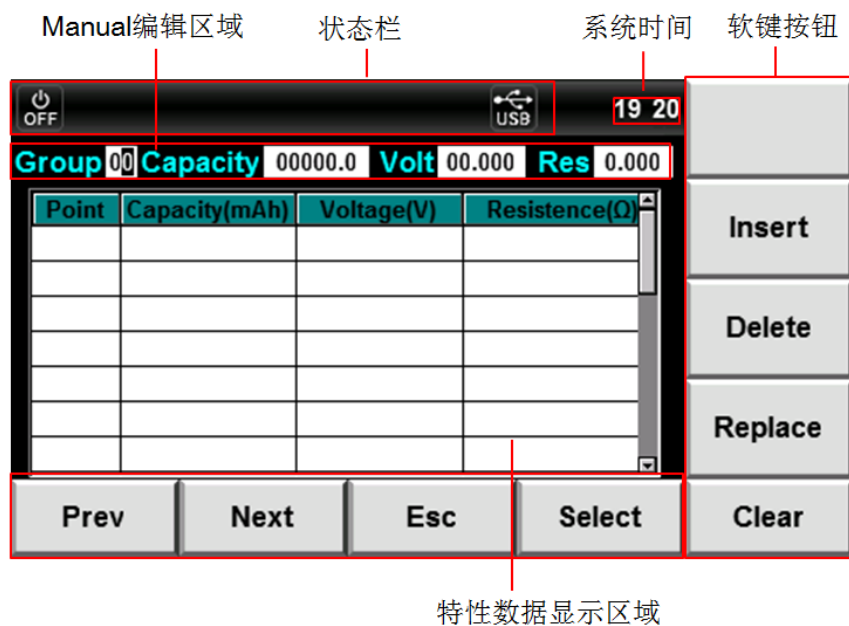 Manual编辑区域 状态栏 系统时间 软键按钮
OFF USB 19 20
Group 00 Capacity 00000.0 Volt 00.000 Res 0.000
Point Capacity(mAh) Voltage(V) Resistence(Ω)
Insert
Delete
Replace
Prev Next Esc Select Clear
特性数据显示区域